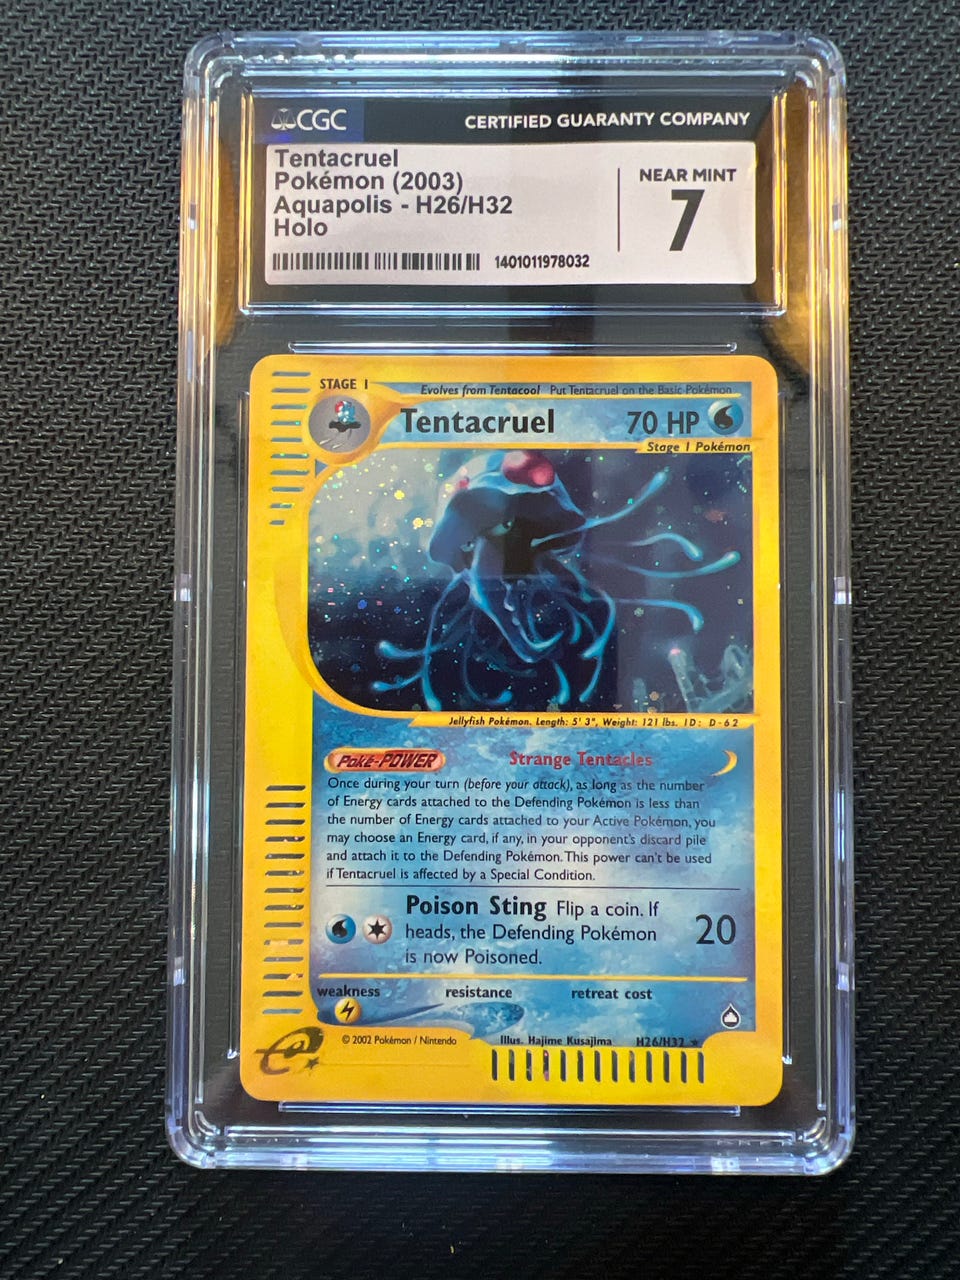 CGC
CERTIFIED GUARANTY COMPANY
Tentacruel
Pokémon (2003)
Aquapolis - H26/H32
Holo
1401011978032
NEAR MINT
7
STAGE 1
Evolves from Tentacool Put Tentacruel on the Basic Pokémon
Tentacruel 70 HP
Stage 1 Pokémon
Jellyfish Pokémon. Length: 5' 3", Weight: 121 lbs. ID: D-62
Poké-POWER Strange Tentacles
Once during your turn (before your attack), as long as the number
of Energy cards attached to the Defending Pokémon is less than
the number of Energy cards attached to your Active Pokémon, you
may choose an Energy card, if any, in your opponent's discard pile
and attach it to the Defending Pokémon. This power can't be used
if Tentacruel is affected by a Special Condition.
Poison Sting Flip a coin. If
heads, the Defending Pokémon
is now Poisoned.
20
weakness resistance retreat cost
© 2002 Pokémon / Nintendo Illus. Hajime Kusajima H26/H32 ★
e